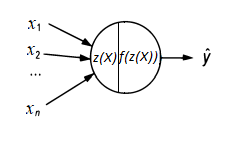 x₁
x₂
...
xₙ
z(X) f(z(X))
ŷ